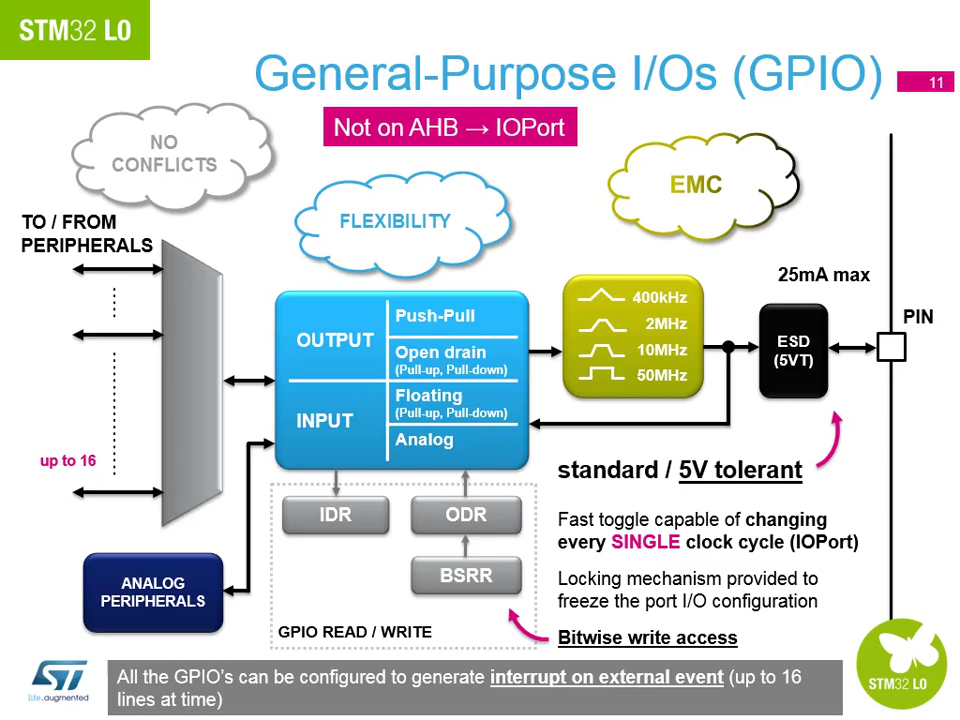 STM32 L0
General-Purpose I/Os (GPIO)
11
NO
CONFLICTS
Not on AHB → IOPort
FLEXIBILITY
EMC
TO / FROM
PERIPHERALS
25mA max
PIN
OUTPUT
Push-Pull
Open drain
(Pull-up, Pull-down)
INPUT
Floating
(Pull-up, Pull-down)
Analog
400kHz
2MHz
10MHz
50MHz
ESD
(5VT)
up to 16
standard / 5V tolerant
IDR
ODR
BSRR
Fast toggle capable of changing
every SINGLE clock cycle (IOPort)
Locking mechanism provided to
freeze the port I/O configuration
Bitwise write access
ANALOG
PERIPHERALS
GPIO READ / WRITE
ST
life.augmented
All the GPIO's can be configured to generate interrupt on external event (up to 16
lines at time)
STM32 L0